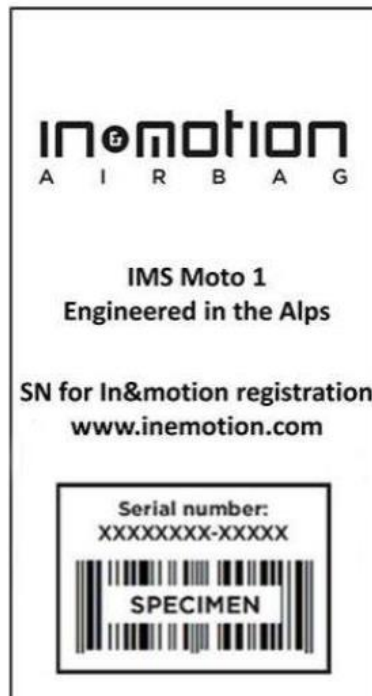 in&motion
AIRBAG
IMS Moto 1
Engineered in the Alps
SN for In&motion registration
www.inemotion.com
Serial number:
XXXXXXXX-XXXXX
SPECIMEN